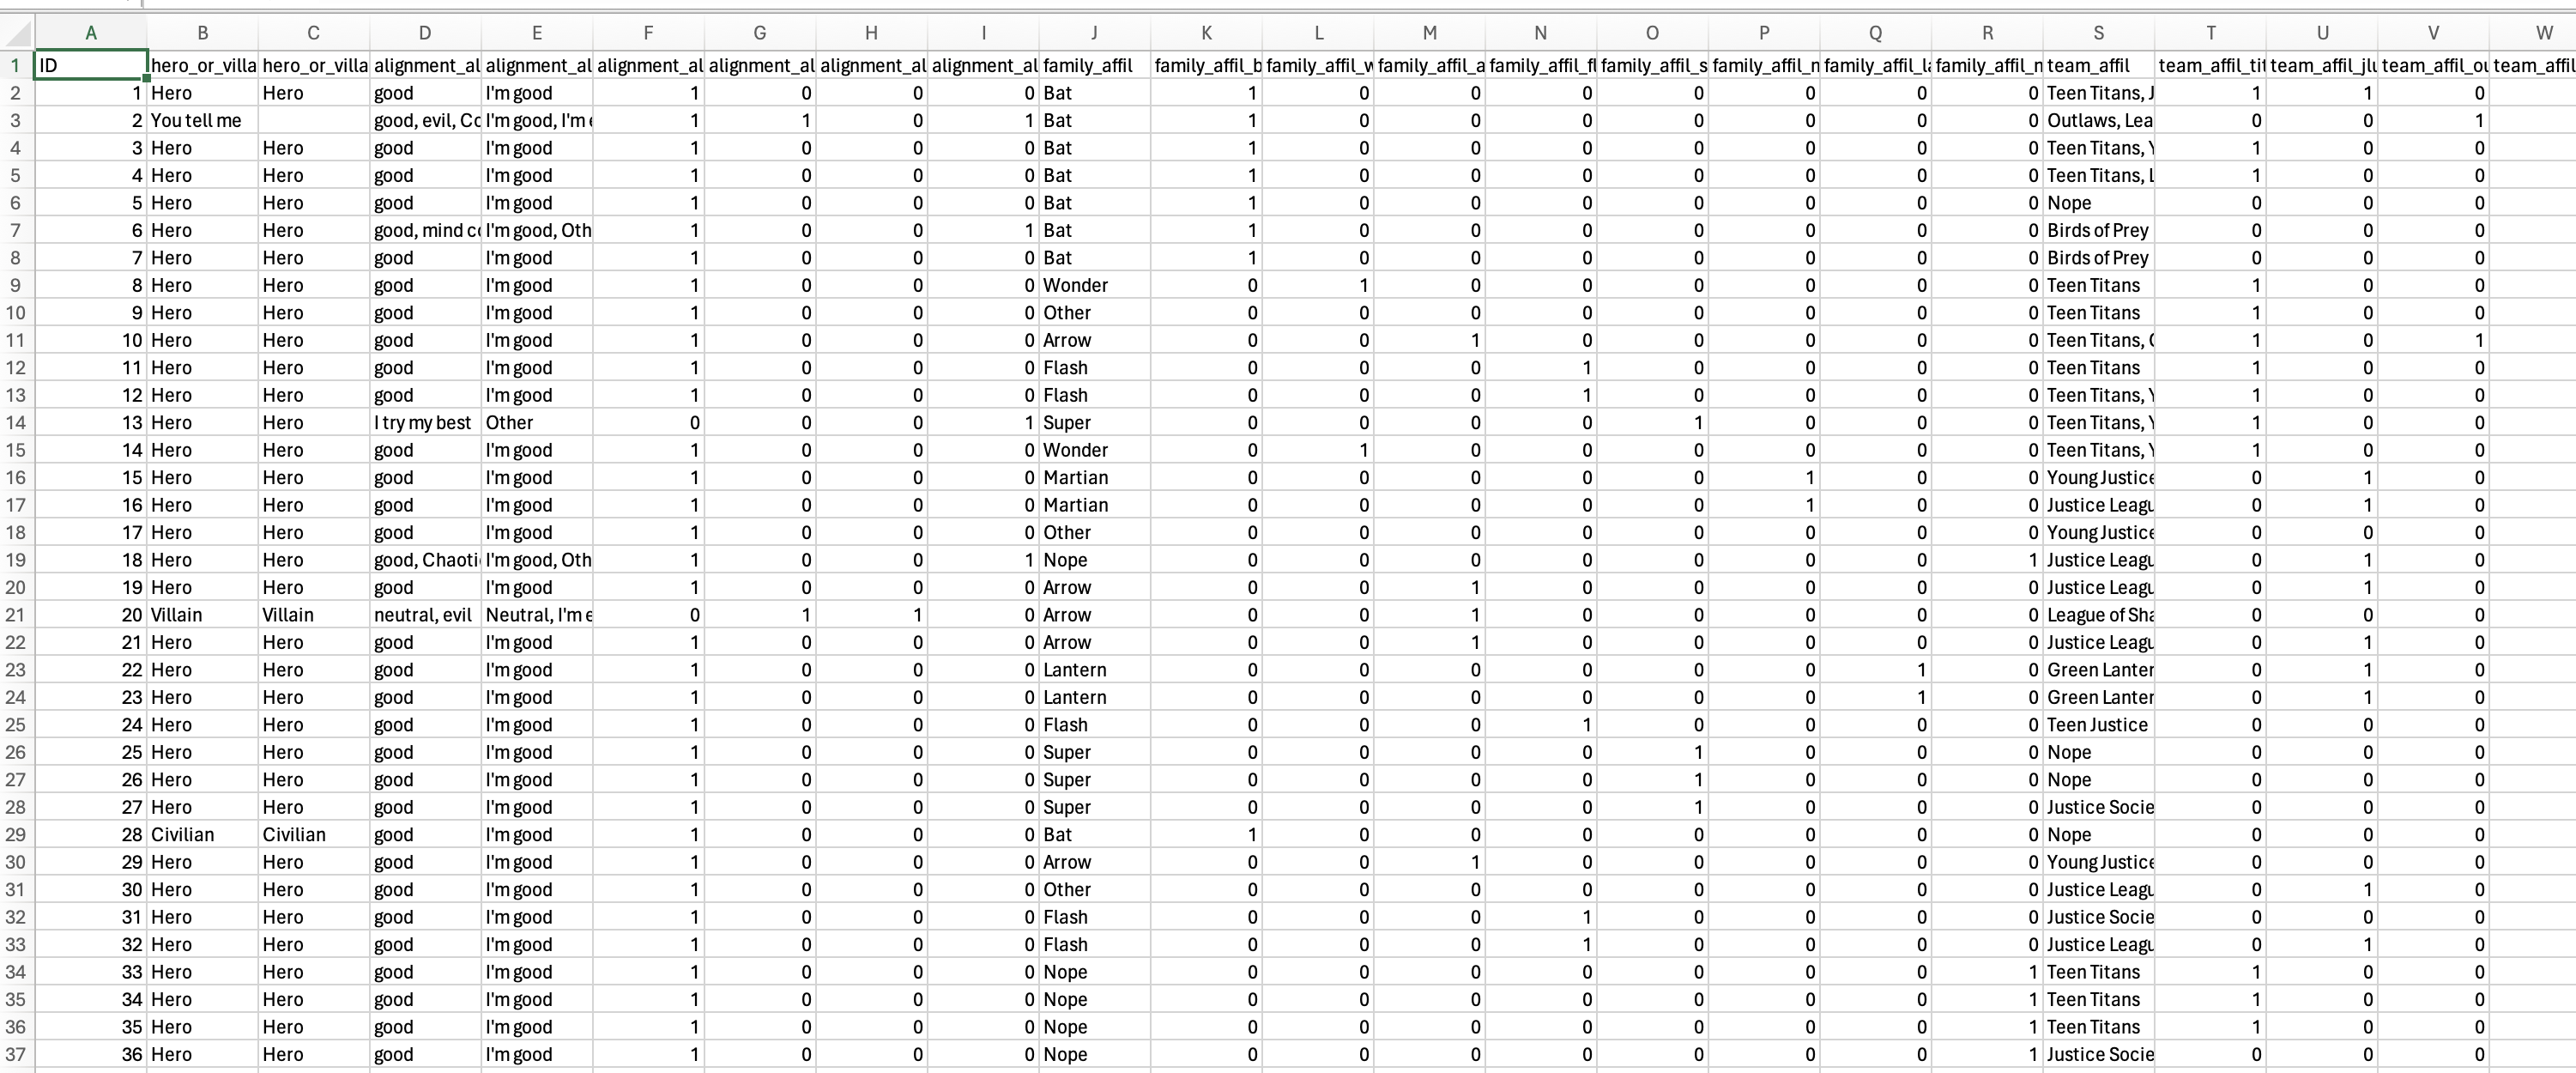 A B C D E F G H I J K L M N O P Q R S T U V W
1 ID hero_or_villa hero_or_villa alignment_al alignment_al alignment_al alignment_al alignment_al alignment_al family_affil family_affil_b family_affil_w family_affil_a family_affil_fl family_affil_s family_affil_n family_affil_la family_affil_n team_affil team_affil_tit team_affil_jlu team_affil_ou team_affil
2 1 Hero Hero good I'm good 1 0 0 0 Bat 1 0 0 0 0 0 0 0 Teen Titans, J 1 1 0
3 2 You tell me good, evil, Co I'm good, I'm e 1 1 0 1 Bat 1 0 0 0 0 0 0 0 Outlaws, Lea 0 0 1
4 3 Hero Hero good I'm good 1 0 0 0 Bat 1 0 0 0 0 0 0 0 Teen Titans, Y 1 0 0
5 4 Hero Hero good I'm good 1 0 0 0 Bat 1 0 0 0 0 0 0 0 Teen Titans, L 1 0 0
6 5 Hero Hero good I'm good 1 0 0 0 Bat 1 0 0 0 0 0 0 0 Nope 0 0 0
7 6 Hero Hero good, mind co I'm good, Oth 1 0 0 1 Bat 1 0 0 0 0 0 0 0 Birds of Prey 0 0 0
8 7 Hero Hero good I'm good 1 0 0 0 Bat 1 0 0 0 0 0 0 0 Birds of Prey 0 0 0
9 8 Hero Hero good I'm good 1 0 0 0 Wonder 0 1 0 0 0 0 0 0 Teen Titans 1 0 0
10 9 Hero Hero good I'm good 1 0 0 0 Other 0 0 0 0 0 0 0 0 Teen Titans 1 0 0
11 10 Hero Hero good I'm good 1 0 0 0 Arrow 0 0 1 0 0 0 0 0 Teen Titans, O 1 0 1
12 11 Hero Hero good I'm good 1 0 0 0 Flash 0 0 0 1 0 0 0 0 Teen Titans 1 0 0
13 12 Hero Hero good I'm good 1 0 0 0 Flash 0 0 0 1 0 0 0 0 Teen Titans, Y 1 0 0
14 13 Hero Hero I try my best Other 0 0 0 1 Super 0 0 0 0 1 0 0 0 Teen Titans, Y 1 0 0
15 14 Hero Hero good I'm good 1 0 0 0 Wonder 0 1 0 0 0 0 0 0 Teen Titans, Y 1 0 0
16 15 Hero Hero good I'm good 1 0 0 0 Martian 0 0 0 0 0 1 0 0 Young Justice 0 1 0
17 16 Hero Hero good I'm good 1 0 0 0 Martian 0 0 0 0 0 1 0 0 Justice Leagu 0 1 0
18 17 Hero Hero good I'm good 1 0 0 0 Other 0 0 0 0 0 0 0 0 Young Justice 0 0 0
19 18 Hero Hero good, Chaoti I'm good, Oth 1 0 0 1 Nope 0 0 0 0 0 0 0 1 Justice Leagu 0 1 0
20 19 Hero Hero good I'm good 1 0 0 0 Arrow 0 0 1 0 0 0 0 0 Justice Leagu 0 1 0
21 20 Villain Villain neutral, evil Neutral, I'm e 0 1 1 0 Arrow 0 0 1 0 0 0 0 0 League of Sha 0 0 0
22 21 Hero Hero good I'm good 1 0 0 0 Arrow 0 0 1 0 0 0 0 0 Justice Leagu 0 1 0
23 22 Hero Hero good I'm good 1 0 0 0 Lantern 0 0 0 0 0 0 1 0 Green Lanter 0 1 0
24 23 Hero Hero good I'm good 1 0 0 0 Lantern 0 0 0 0 0 0 1 0 Green Lanter 0 1 0
25 24 Hero Hero good I'm good 1 0 0 0 Flash 0 0 0 1 0 0 0 0 Teen Justice 0 0 0
26 25 Hero Hero good I'm good 1 0 0 0 Super 0 0 0 0 1 0 0 0 Nope 0 0 0
27 26 Hero Hero good I'm good 1 0 0 0 Super 0 0 0 0 1 0 0 0 Nope 0 0 0
28 27 Hero Hero good I'm good 1 0 0 0 Super 0 0 0 0 1 0 0 0 Justice Socie 0 0 0
29 28 Civilian Civilian good I'm good 1 0 0 0 Bat 1 0 0 0 0 0 0 0 Nope 0 0 0
30 29 Hero Hero good I'm good 1 0 0 0 Arrow 0 0 1 0 0 0 0 0 Young Justice 0 0 0
31 30 Hero Hero good I'm good 1 0 0 0 Other 0 0 0 0 0 0 0 0 Justice Leagu 0 1 0
32 31 Hero Hero good I'm good 1 0 0 0 Flash 0 0 0 1 0 0 0 0 Justice Socie 0 0 0
33 32 Hero Hero good I'm good 1 0 0 0 Flash 0 0 0 1 0 0 0 0 Justice Leagu 0 1 0
34 33 Hero Hero good I'm good 1 0 0 0 Nope 0 0 0 0 0 0 0 1 Teen Titans 1 0 0
35 34 Hero Hero good I'm good 1 0 0 0 Nope 0 0 0 0 0 0 0 1 Teen Titans 1 0 0
36 35 Hero Hero good I'm good 1 0 0 0 Nope 0 0 0 0 0 0 0 1 Teen Titans 1 0 0
37 36 Hero Hero good I'm good 1 0 0 0 Nope 0 0 0 0 0 0 0 1 Justice Socie 0 0 0